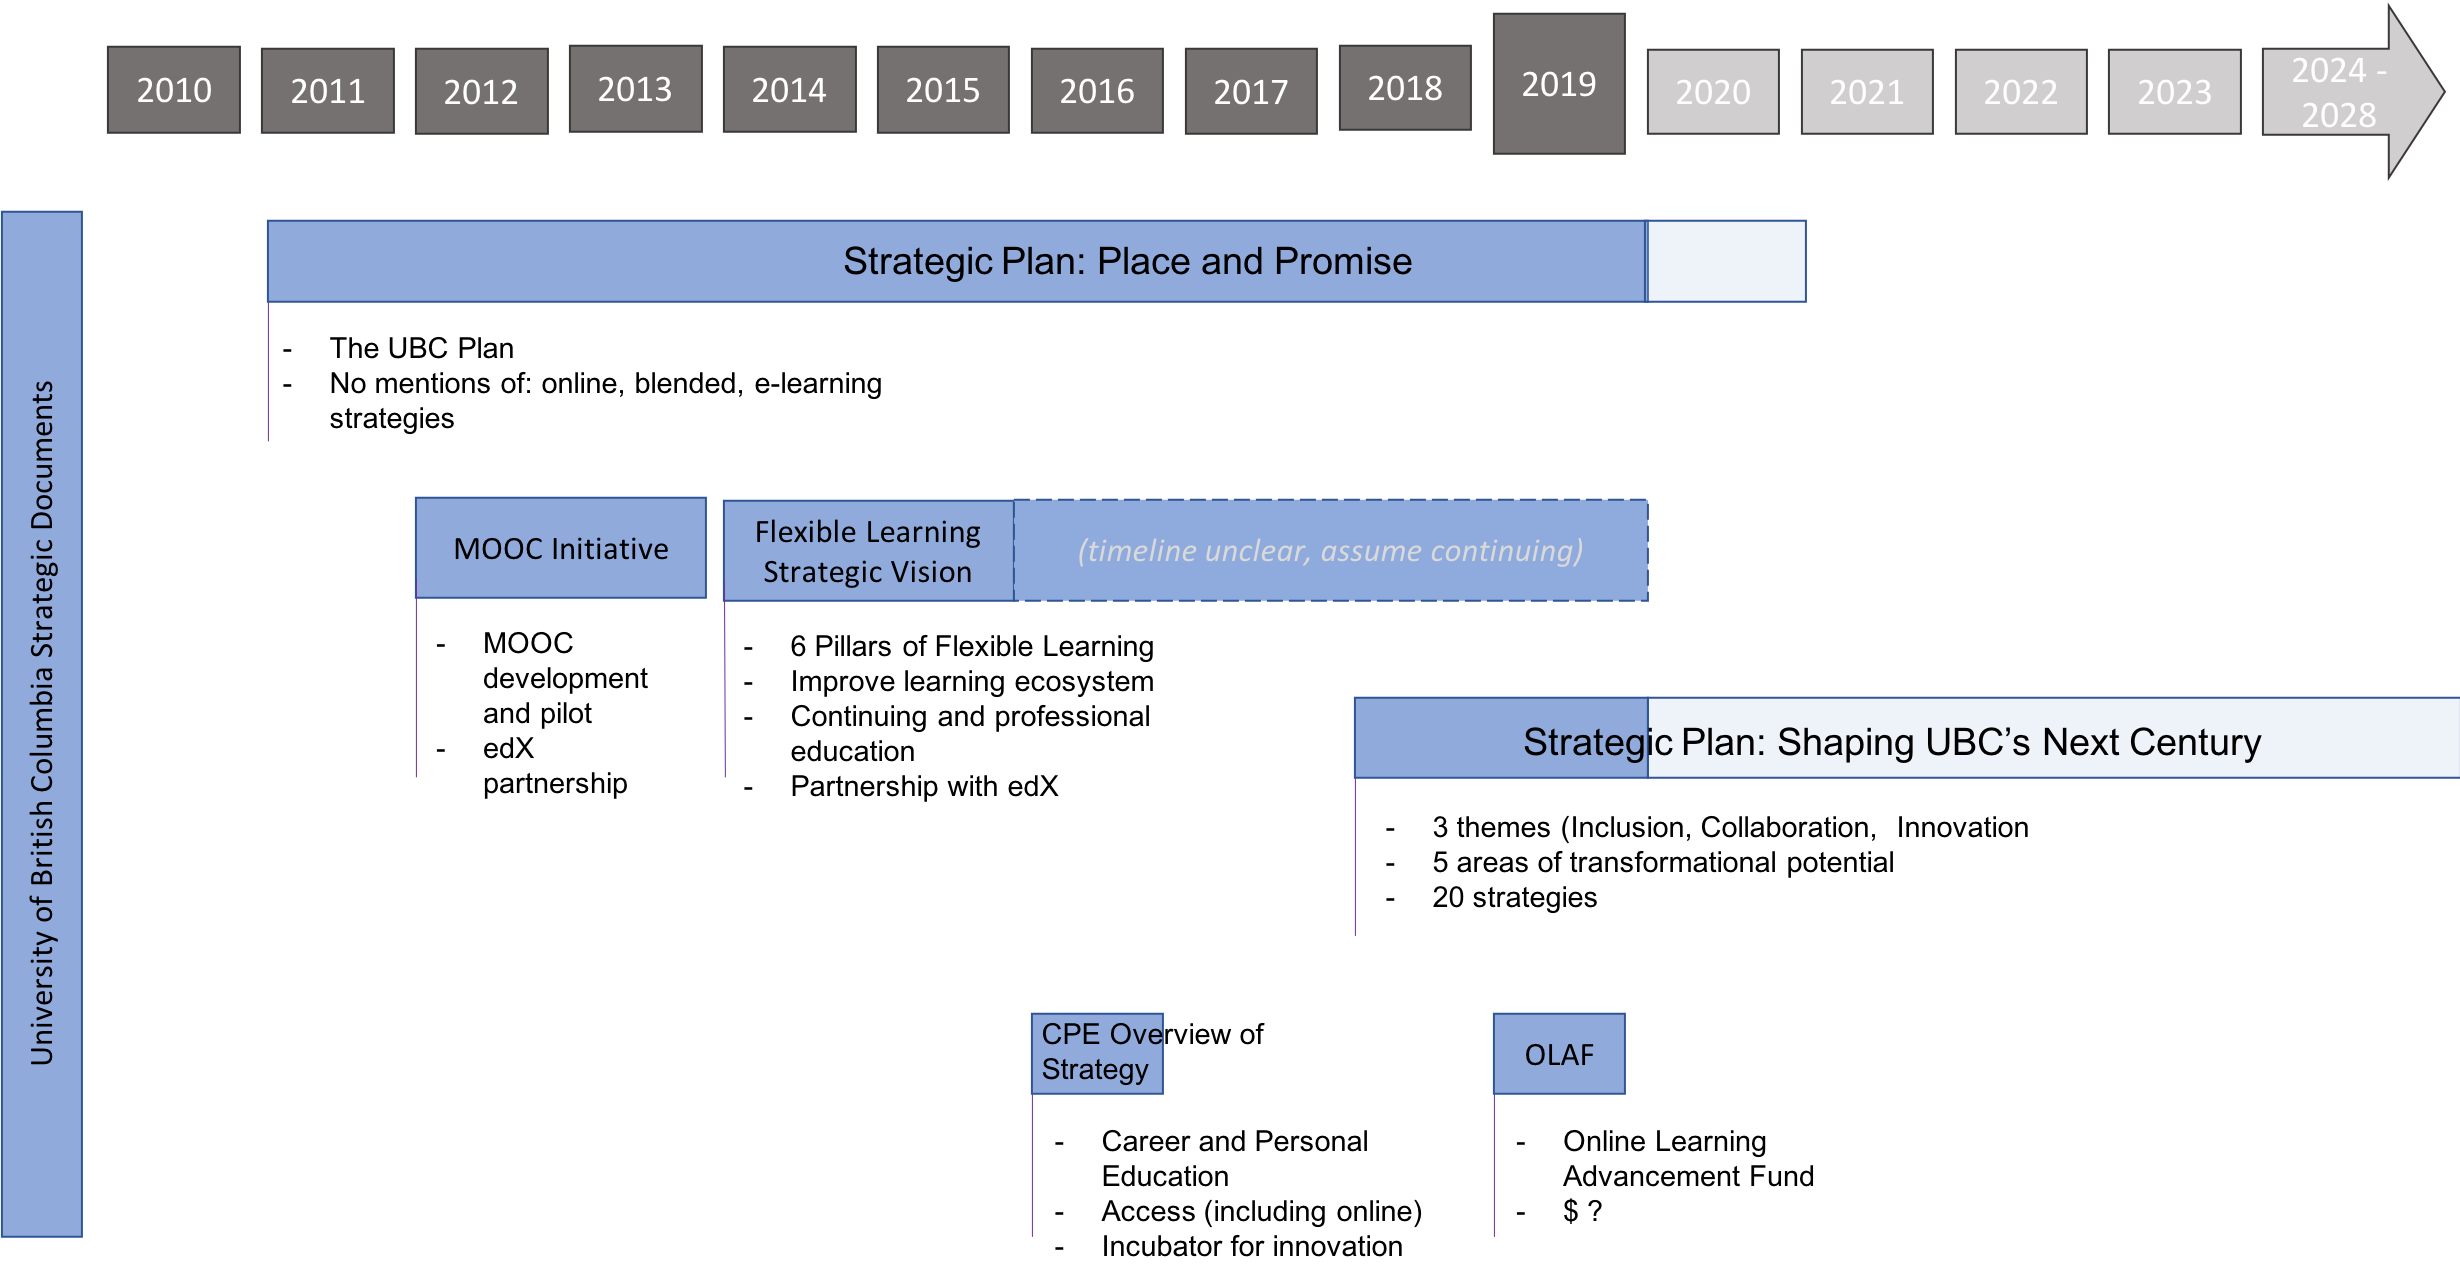 2010
2011
2012
2013
2014
2015
2016
2017
2018
2019
2020
2021
2022
2023
2024 -
2028
University of British Columbia Strategic Documents
Strategic Plan: Place and Promise
- The UBC Plan
- No mentions of: online, blended, e-learning
strategies
MOOC Initiative
- MOOC
development
and pilot
- edX
partnership
Flexible Learning
Strategic Vision
(timeline unclear, assume continuing)
- 6 Pillars of Flexible Learning
- Improve learning ecosystem
- Continuing and professional
education
- Partnership with edX
Strategic Plan: Shaping UBC’s Next Century
- 3 themes (Inclusion, Collaboration, Innovation
- 5 areas of transformational potential
- 20 strategies
CPE Overview of
Strategy
- Career and Personal
Education
- Access (including online)
- Incubator for innovation
OLAF
- Online Learning
Advancement Fund
- $ ?